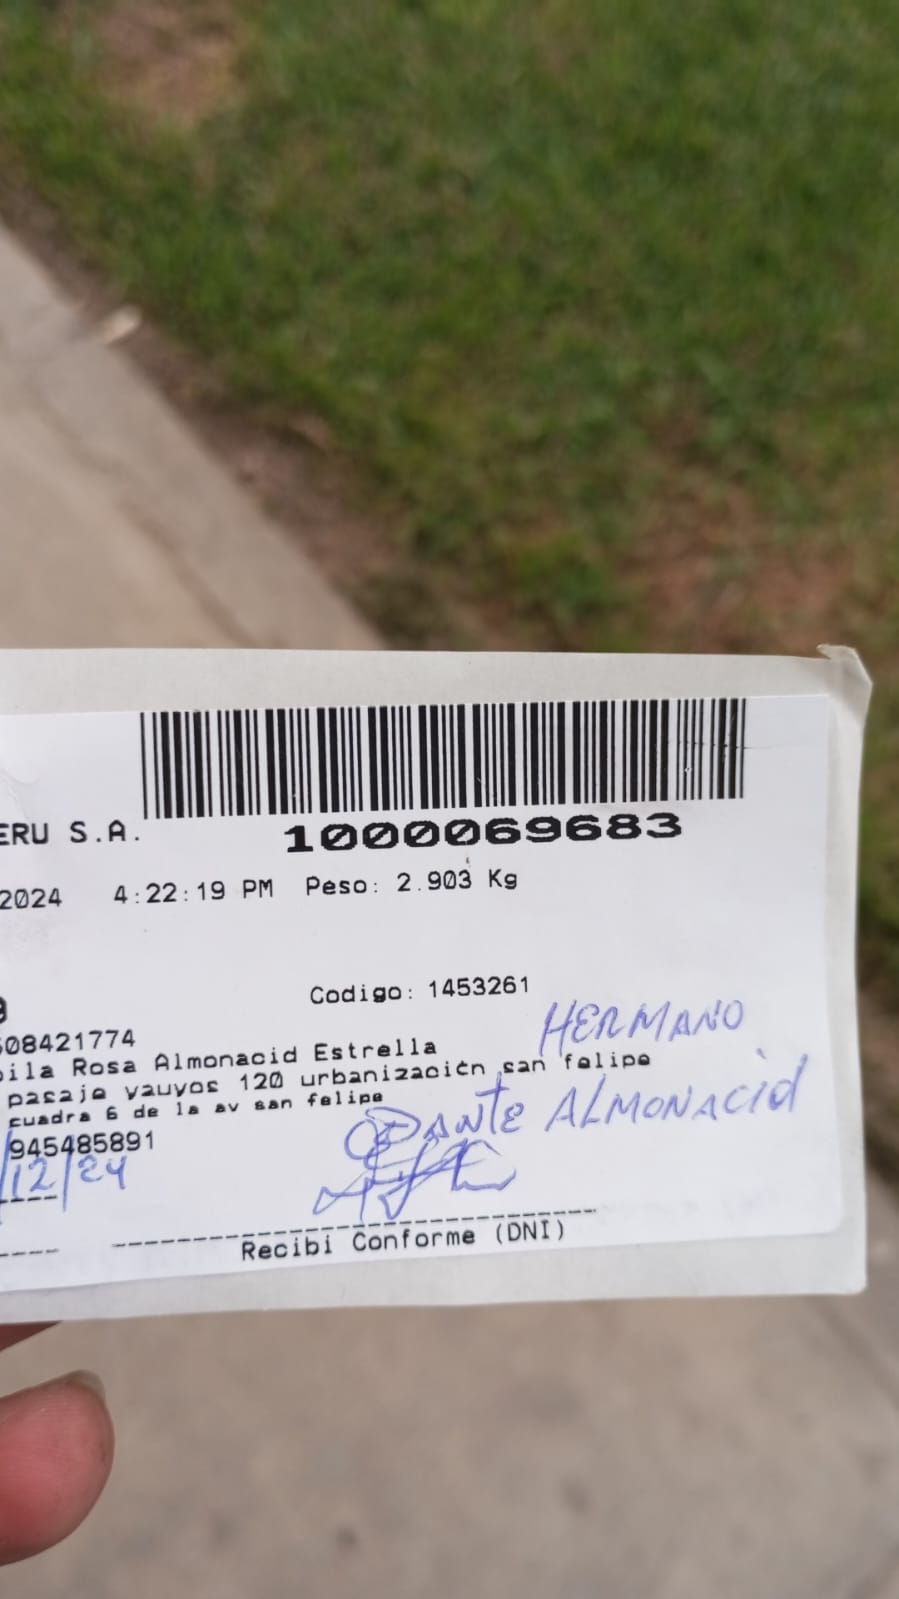 ERU S.A.
1000069683
2024 4:22:19 PM Peso: 2.903 Kg
Codigo: 1453261
HERMANO
608421774
ila Rosa Almonacid Estrella
pasaje yauyos 120 urbanización san felipe
cuadra 6 de la av san felipe
DANTE ALMONACID
945485891
/12/24
Recibi Conforme (DNI)